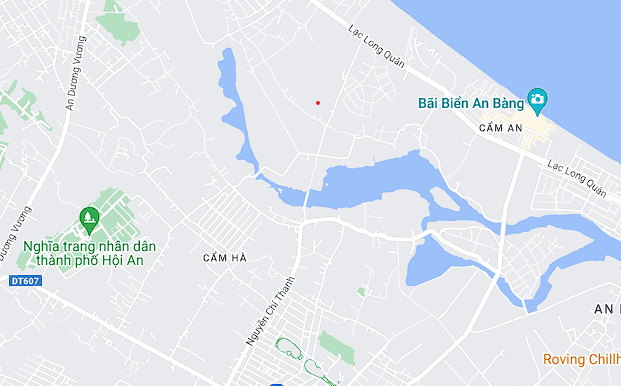 Lạc Long Quân
An Dương Vương
Bãi Biển An Bàng
CẨM AN
Lạc Long Quân
Dương Vương
Nghĩa trang nhân dân
thành phố Hội An
CẨM HÀ
DT607
Nguyễn Chí Thanh
AN
Roving Chillh